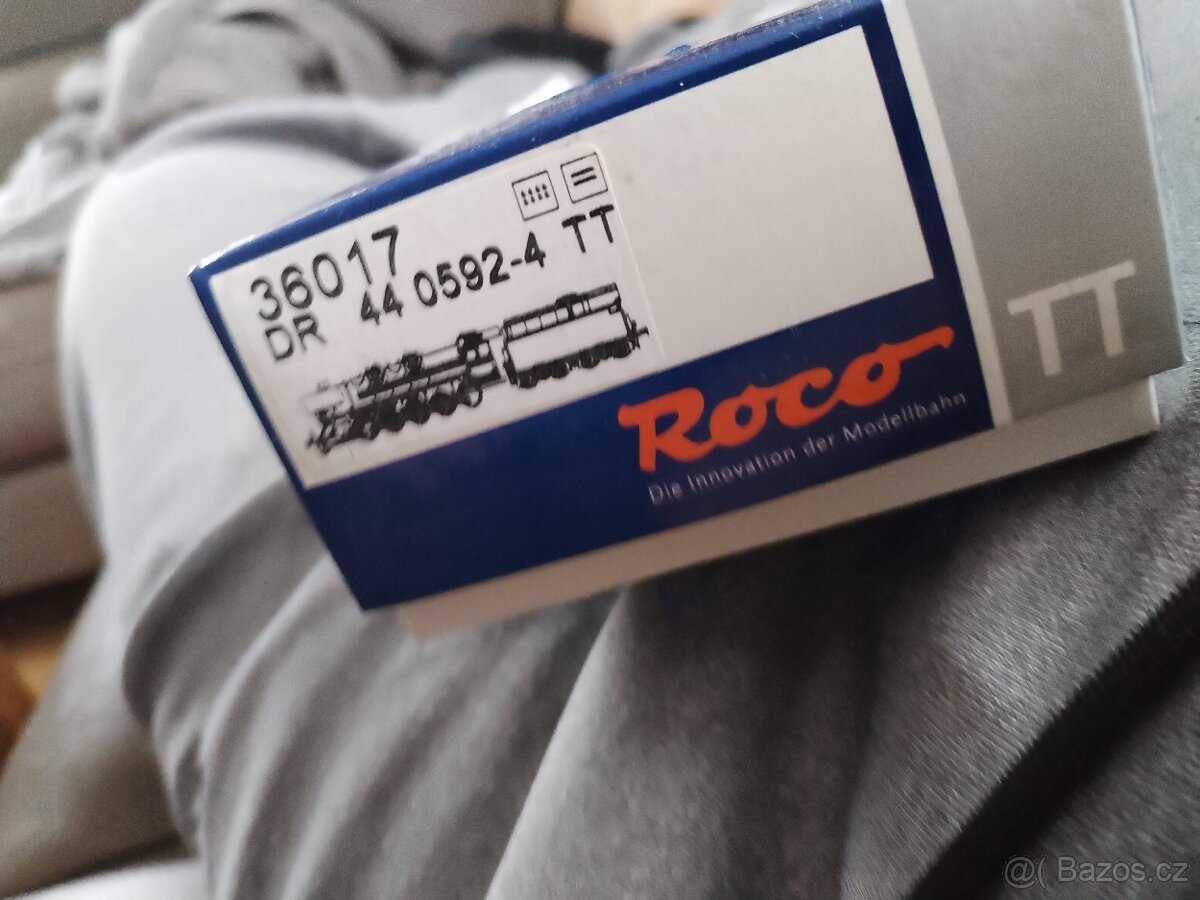 36017
DR 44 0592-4 TT
Roco
Die Innovation der Modellbahn
TT
@( Bazos.cz